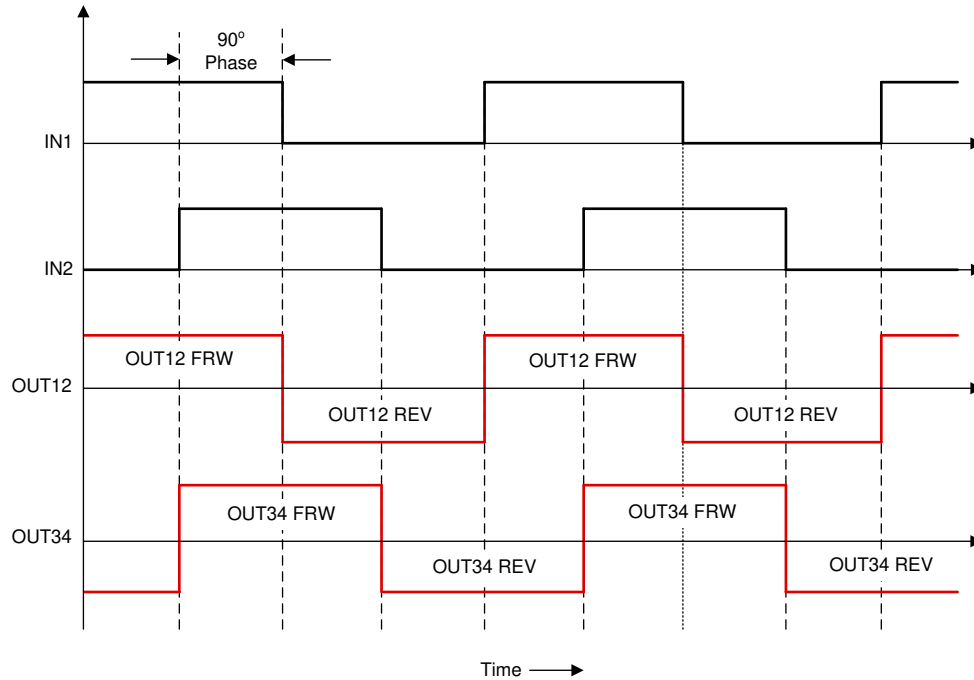 90o
Phase
IN1
IN2
OUT12 FRW
OUT12 FRW
OUT12
OUT12 REV
OUT12 REV
OUT34 FRW
OUT34 FRW
OUT34
OUT34 REV
OUT34 REV
Time